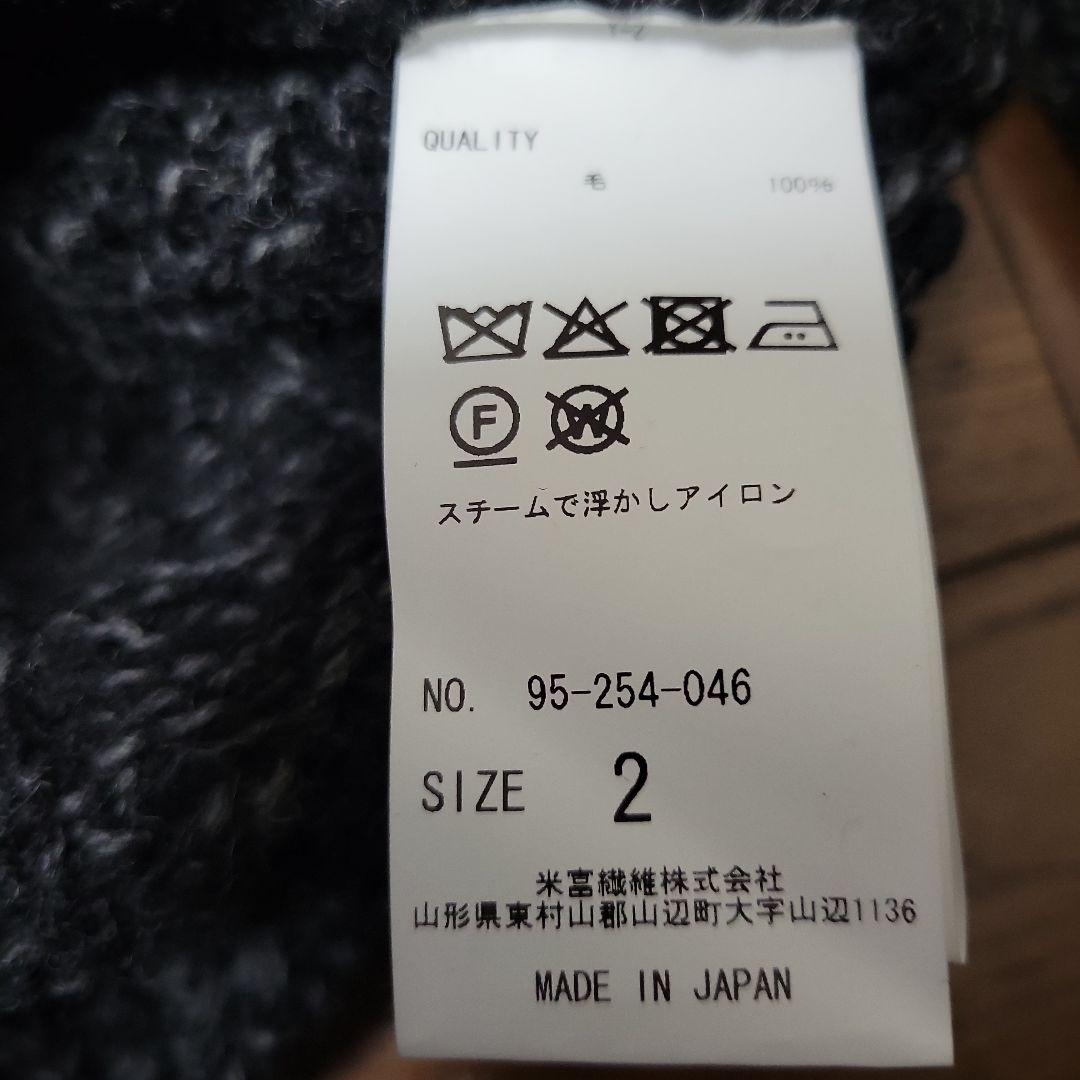 QUALITY
毛 100%
F W
スチームで浮かしアイロン
NO. 95-254-046
SIZE 2
米富繊維株式会社
山形県東村山郡山辺町大字山辺1136
MADE IN JAPAN